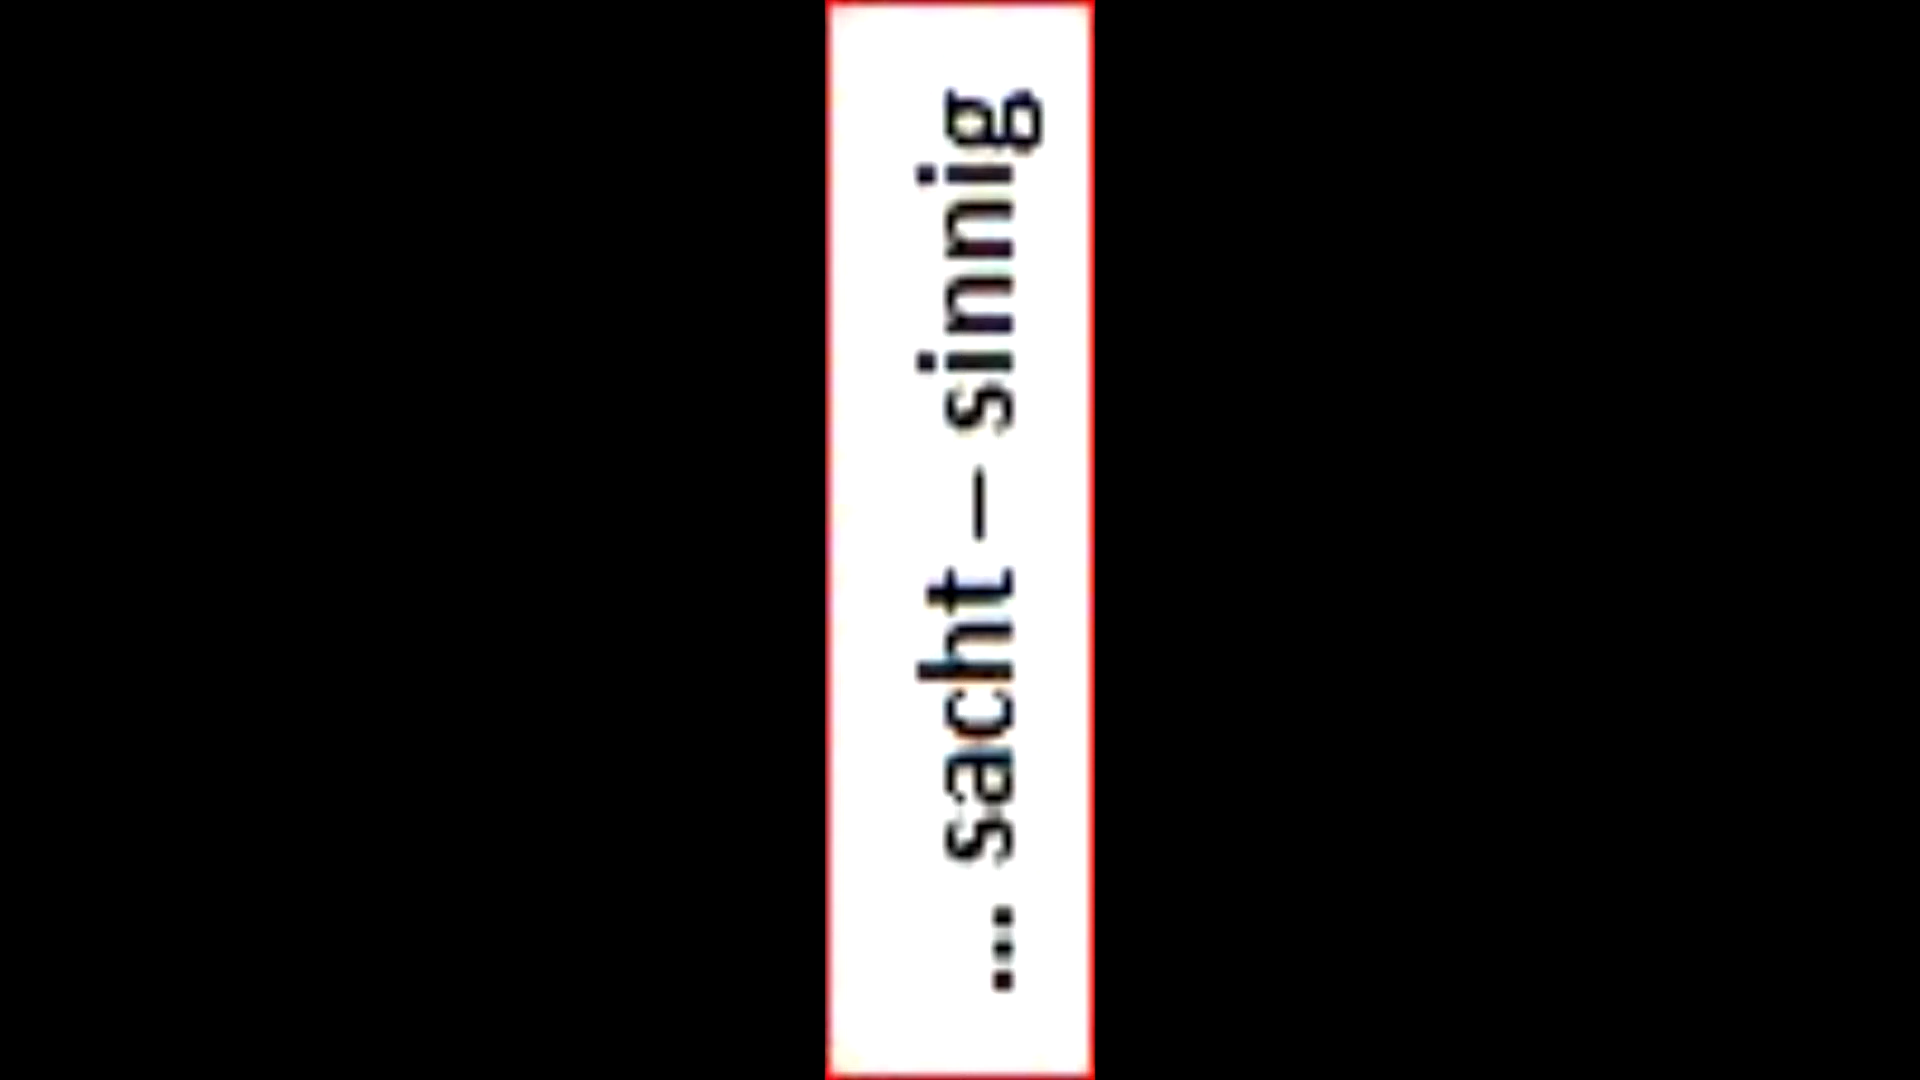 ... sacht – sinnig